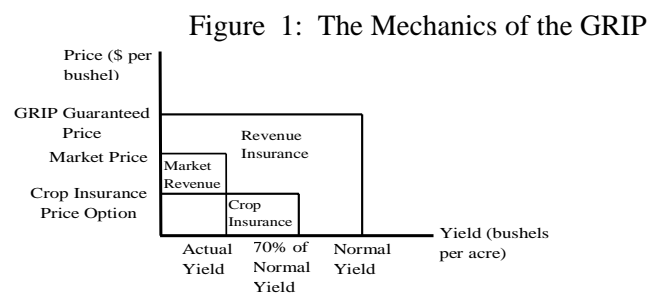 Figure 1: The Mechanics of the GRIP
Price ($ per
bushel)
GRIP Guaranteed
Price
Revenue
Insurance
Market Price
Market
Revenue
Crop Insurance
Price Option
Crop
Insurance
Yield (bushels
per acre)
Actual
Yield
70% of
Normal
Yield
Normal
Yield